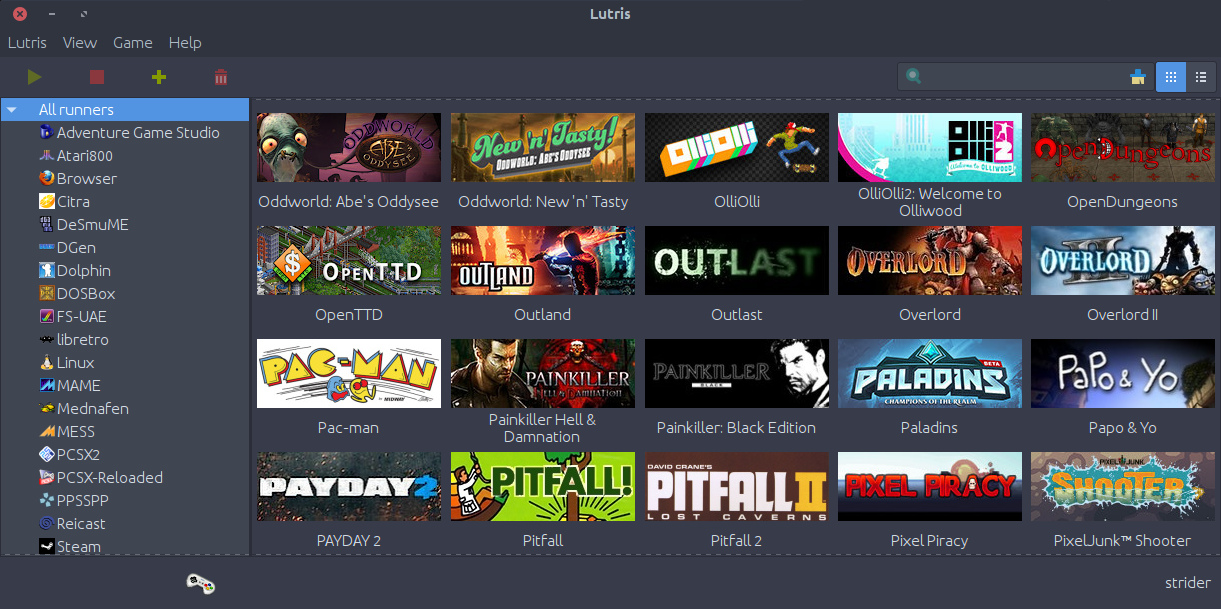 Lutris
Lutris View Game Help
All runners
Adventure Game Studio
Atari800
Browser
Citra
DeSmuME
DGen
Dolphin
DOSBox
FS-UAE
libretro
Linux
MAME
Mednafen
MESS
PCSX2
PCSX-Reloaded
PPSSPP
Reicast
Steam
ODDWORLD
ABE'S
ODDYSEE
New 'n' Tasty!
ODDWORLD: ABE'S ODDYSEE
OlliOlli
Olli
Olli 2
Welcome to
OLLIWOOD
OpenDungeons
Oddworld: Abe's Oddysee
Oddworld: New 'n' Tasty
OlliOlli
OlliOlli2: Welcome to
Olliwood
OpenDungeons
OPENTTD
OUTLAND
OUTLAST
OVERLORD
OVERLORD II
OpenTTD
Outland
Outlast
Overlord
Overlord II
PAC-MAN
BY MIDWAY
PAINKILLER
HELL & DAMNATION
PAINKILLER
BLACK
BETA
PALADINS
CHAMPIONS OF THE REALM
PaPo & Yo
Pac-man
Painkiller Hell &
Damnation
Painkiller: Black Edition
Paladins
Papo & Yo
PAYDAY 2
PITFALL!
DAVID CRANE'S
PITFALL II
LOST CAVERNS
PIXEL PIRACY
PIXELJUNK
SHOOTER
PAYDAY 2
Pitfall
Pitfall 2
Pixel Piracy
PixelJunk™ Shooter
strider